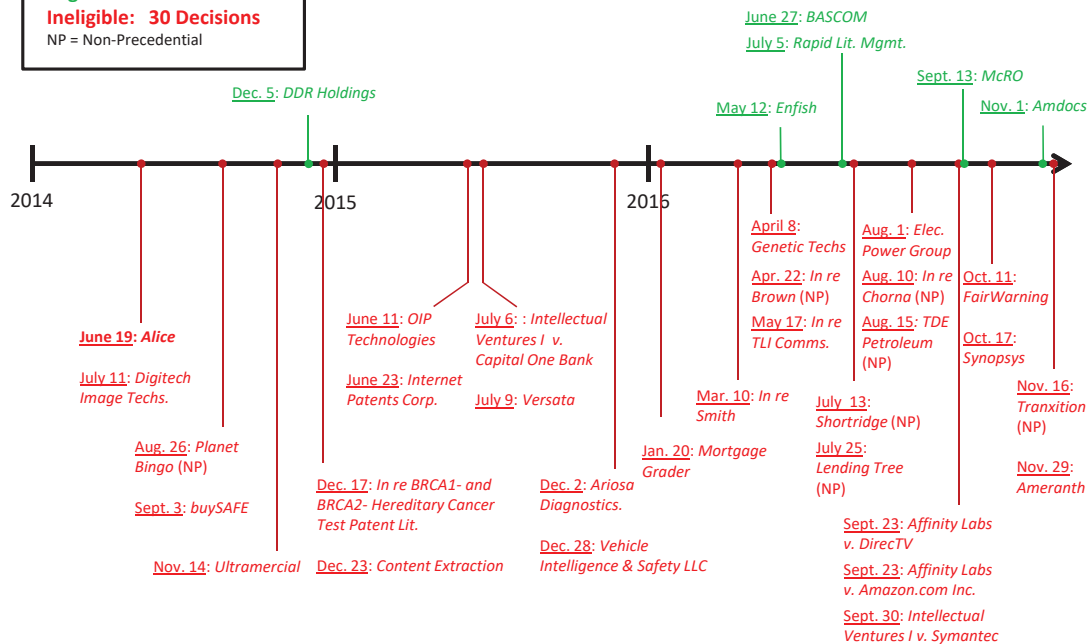 Ineligible: 30 Decisions
NP = Non-Precedential
June 27: BASCOM
July 5: Rapid Lit. Mgmt.
Sept. 13: McRO
Dec. 5: DDR Holdings
May 12: Enfish
Nov. 1: Amdocs
2014
2015
2016
June 19: Alice
July 11: Digitech
Image Techs.
Aug. 26: Planet
Bingo (NP)
Sept. 3: buySAFE
Nov. 14: Ultramercial
Dec. 17: In re BRCA1- and
BRCA2- Hereditary Cancer
Test Patent Lit.
Dec. 23: Content Extraction
June 11: OIP
Technologies
June 23: Internet
Patents Corp.
July 6: : Intellectual
Ventures I v.
Capital One Bank
July 9: Versata
Dec. 2: Ariosa
Diagnostics.
Dec. 28: Vehicle
Intelligence & Safety LLC
Jan. 20: Mortgage
Grader
Mar. 10: In re
Smith
April 8:
Genetic Techs
Apr. 22: In re
Brown (NP)
May 17: In re
TLI Comms.
July 13:
Shortridge (NP)
July 25:
Lending Tree
(NP)
Aug. 1: Elec.
Power Group
Aug. 10: In re
Chorna (NP)
Aug. 15: TDE
Petroleum
(NP)
Sept. 23: Affinity Labs
v. DirecTV
Sept. 23: Affinity Labs
v. Amazon.com Inc.
Sept. 30: Intellectual
Ventures I v. Symantec
Oct. 11:
FairWarning
Oct. 17:
Synopsys
Nov. 16:
Tranxition
(NP)
Nov. 29:
Ameranth